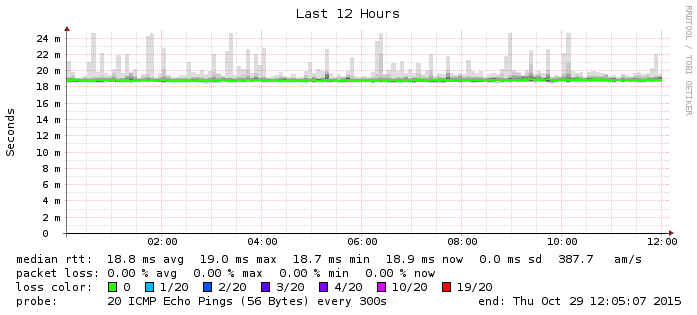 Last 12 Hours
RRDTOOL / TOBI OETIKER
Seconds
24 m
22 m
20 m
18 m
16 m
14 m
12 m
10 m
8 m
6 m
4 m
2 m
0
02:00 04:00 06:00 08:00 10:00 12:00
median rtt: 18.8 ms avg 19.0 ms max 18.7 ms min 18.9 ms now 0.0 ms sd 387.7 am/s
packet loss: 0.00 % avg 0.00 % max 0.00 % min 0.00 % now
loss color: 0 1/20 2/20 3/20 4/20 10/20 19/20
probe: 20 ICMP Echo Pings (56 Bytes) every 300s end: Thu Oct 29 12:05:07 2015